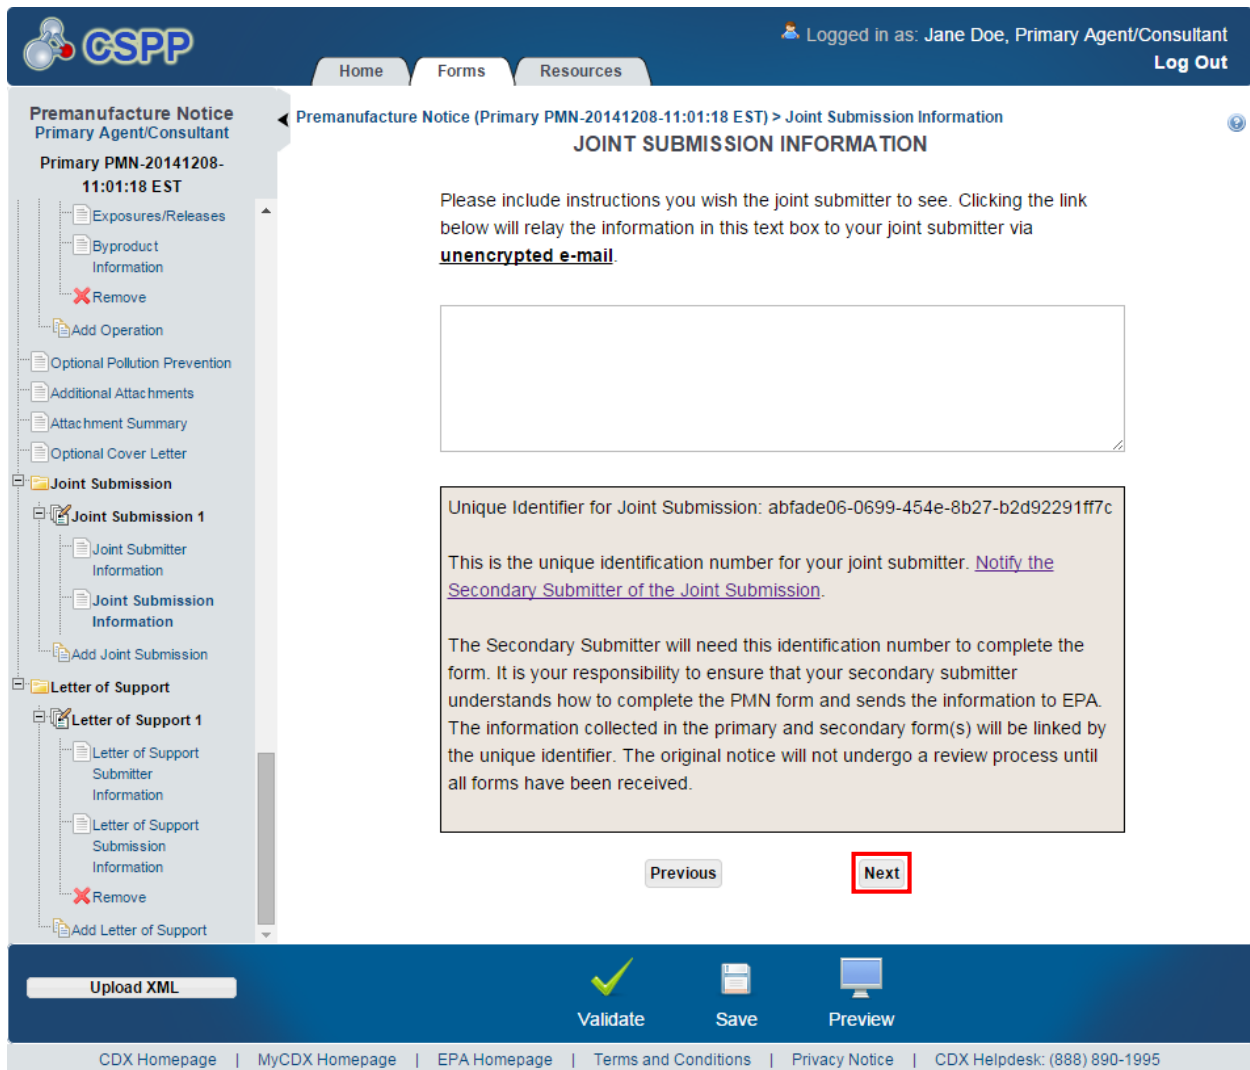 CSPP
Logged in as: Jane Doe, Primary Agent/Consultant
Log Out
Home
Forms
Resources
Premanufacture Notice
Primary Agent/Consultant
Primary PMN-20141208-
11:01:18 EST
Exposures/Releases
Byproduct
Information
Remove
Add Operation
Optional Pollution Prevention
Additional Attachments
Attachment Summary
Optional Cover Letter
Joint Submission
Joint Submission 1
Joint Submitter
Information
Joint Submission
Information
Add Joint Submission
Letter of Support
Letter of Support 1
Letter of Support
Submitter
Information
Letter of Support
Submission
Information
Remove
Add Letter of Support
Premanufacture Notice (Primary PMN-20141208-11:01:18 EST) > Joint Submission Information
JOINT SUBMISSION INFORMATION
Please include instructions you wish the joint submitter to see. Clicking the link
below will relay the information in this text box to your joint submitter via
unencrypted e-mail.
Unique Identifier for Joint Submission: abfade06-0699-454e-8b27-b2d92291ff7c
This is the unique identification number for your joint submitter. Notify the
Secondary Submitter of the Joint Submission.
The Secondary Submitter will need this identification number to complete the
form. It is your responsibility to ensure that your secondary submitter
understands how to complete the PMN form and sends the information to EPA.
The information collected in the primary and secondary form(s) will be linked by
the unique identifier. The original notice will not undergo a review process until
all forms have been received.
Previous
Next
Upload XML
Validate
Save
Preview
CDX Homepage | MyCDX Homepage | EPA Homepage | Terms and Conditions | Privacy Notice | CDX Helpdesk: (888) 890-1995